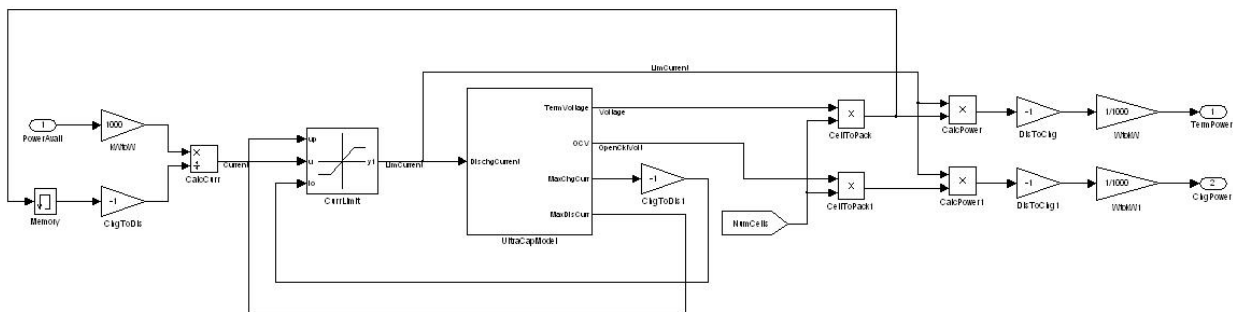 LimCurrent
TermVoltage
Voltage
1
PowerAvail
1000
kWtoW
×
÷
CalcCurr
Current
up
u
lo
y1
CurrLimit
LimCurrent
DischgCurrent
OCV
OpenCktVolt
MaxChgCurr
MaxDisCurr
UltraCapModel
-1
ChgToDis1
×
CellToPack
×
CellToPack1
NumCells
×
CalcPower
-1
DisToChg
1/1000
WtokW
1
TermPower
×
CalcPower1
-1
DisToChg1
1/1000
WtokW1
2
ChgPower
Memory
-1
ChgToDis